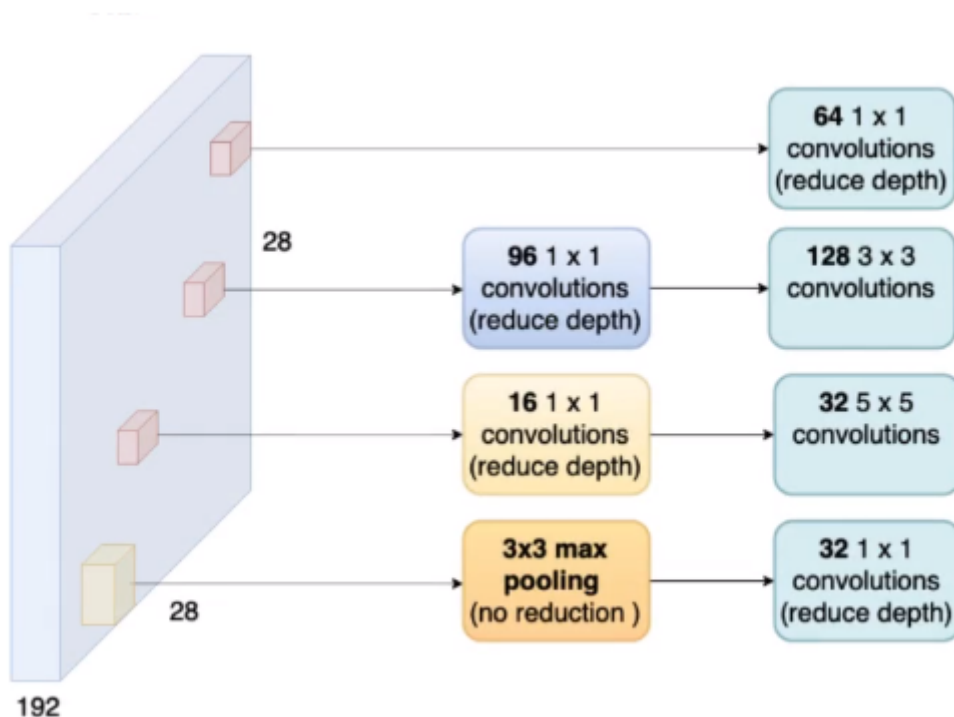 64 1 x 1
convolutions
(reduce depth)
28
96 1 x 1
convolutions
(reduce depth)
128 3 x 3
convolutions
16 1 x 1
convolutions
(reduce depth)
32 5 x 5
convolutions
3x3 max
pooling
(no reduction )
32 1 x 1
convolutions
(reduce depth)
28
192